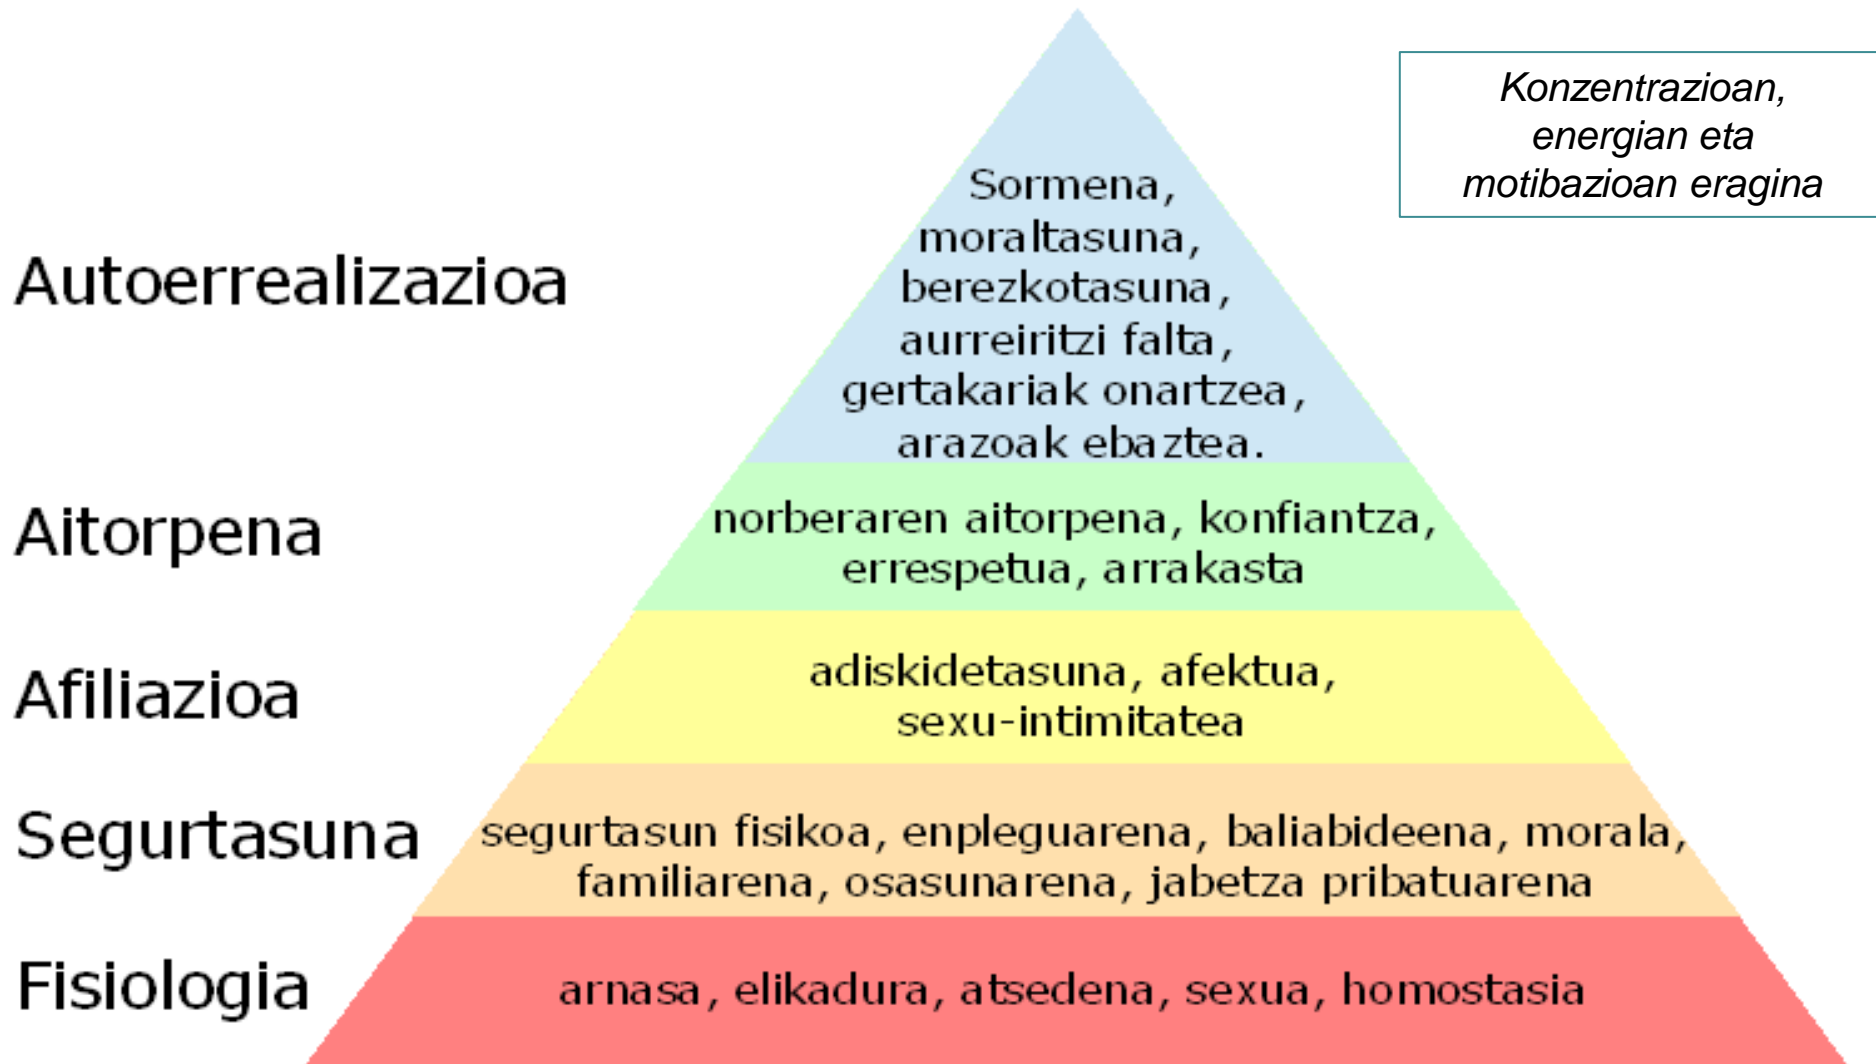 Konzentrazioan,
energian eta
motibazioan eragina
Autoerrealizazioa
Sormena,
moraltasuna,
berezkotasuna,
aurreiritzi falta,
gertakariak onartzea,
arazoak ebaztea.
Aitorpena
norberaren aitorpena, konfiantza,
errespetua, arrakasta
Afiliazioa
adiskidetasuna, afektua,
sexu-intimitatea
Segurtasuna
segurtasun fisikoa, enpleguarena, baliabideena, morala,
familiarena, osasunarena, jabetza pribatuarena
Fisiologia
arnasa, elikadura, atsedena, sexua, homostasia